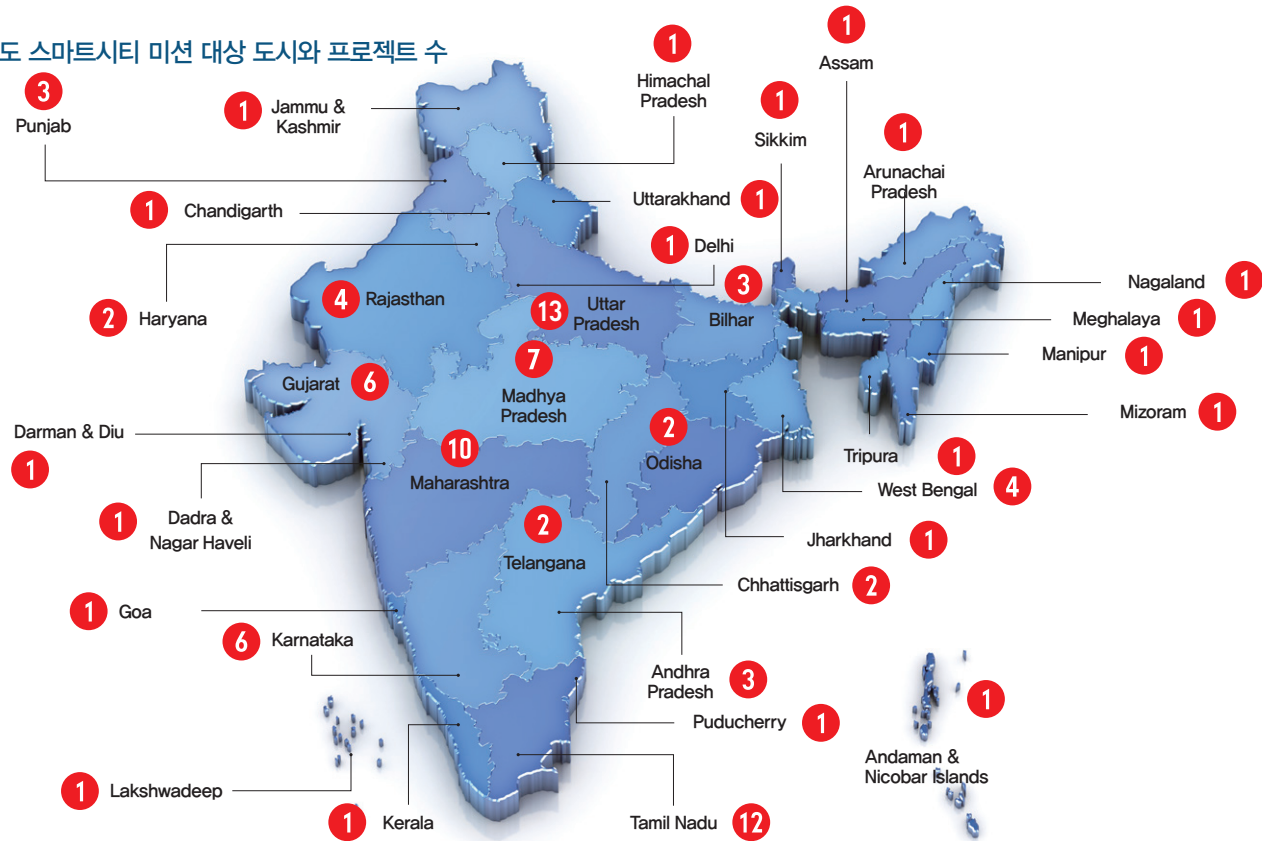 도 스마트시티 미션 대상 도시와 프로젝트 수
1
Himachal
Pradesh
1
Assam
3
Punjab
1
Jammu &
Kashmir
1
Sikkim
1
Arunachai
Pradesh
1
Chandigarth
Uttarakhand
1
1
Delhi
2
Haryana
4
Rajasthan
13
Uttar
Pradesh
3
Bilhar
Nagaland
1
Meghalaya
1
Manipur
1
Mizoram
1
Gujarat
6
7
Madhya
Pradesh
Darman & Diu
1
10
Maharashtra
2
Odisha
Tripura
1
West Bengal
4
1
Dadra &
Nagar Haveli
2
Telangana
Jharkhand
1
Chhattisgarh
2
1
Goa
6
Karnataka
Andhra
Pradesh
3
Puducherry
1
1
Andaman &
Nicobar Islands
1
Lakshwadeep
1
Kerala
Tamil Nadu
12